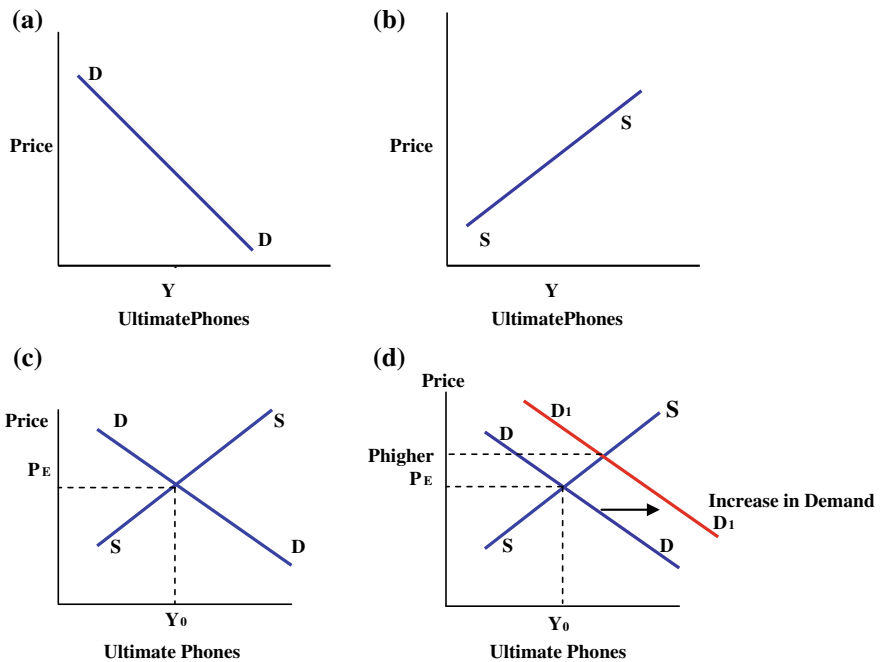 (a)
D
Price
D
Y
UltimatePhones
(b)
S
Price
S
Y
UltimatePhones
(c)
Price
D
S
PE
S
D
Y0
Ultimate Phones
(d)
Price
D1
S
D
Phigher
PE
Increase in Demand
D1
S
D
Y0
Ultimate Phones